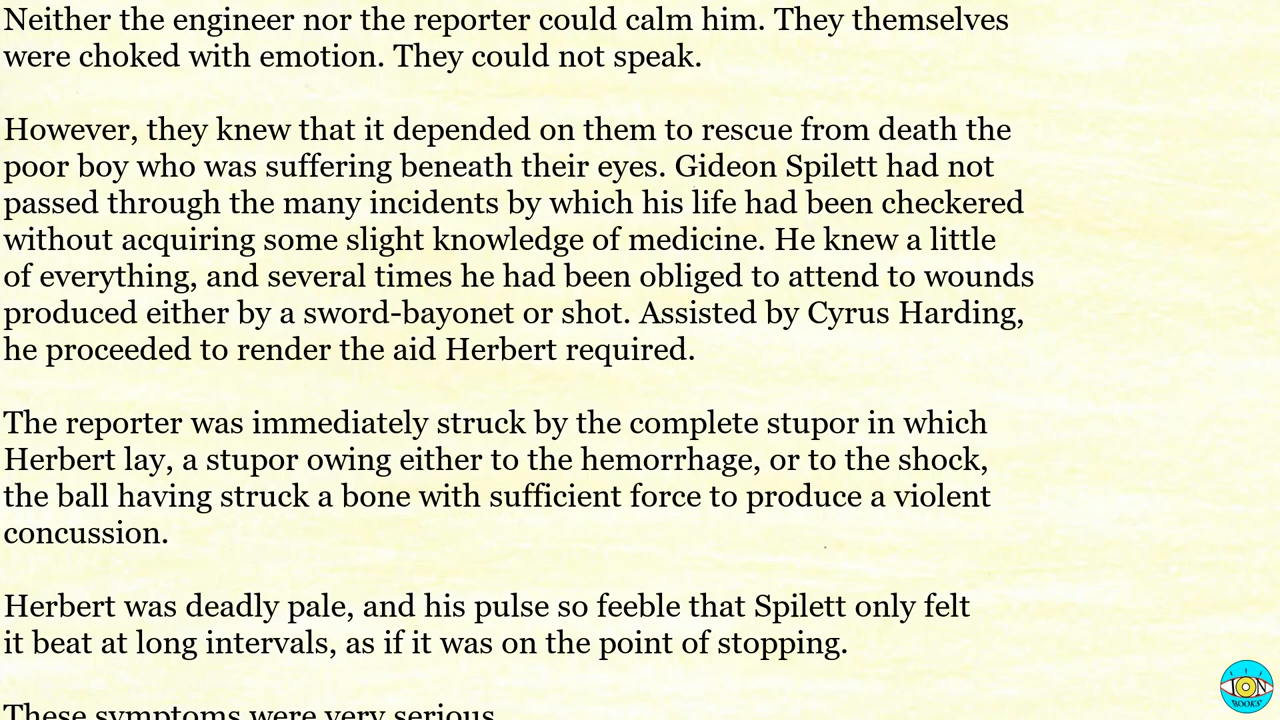 Neither the engineer nor the reporter could calm him. They themselves
were choked with emotion. They could not speak.
However, they knew that it depended on them to rescue from death the
poor boy who was suffering beneath their eyes. Gideon Spilett had not
passed through the many incidents by which his life had been checkered
without acquiring some slight knowledge of medicine. He knew a little
of everything, and several times he had been obliged to attend to wounds
produced either by a sword-bayonet or shot. Assisted by Cyrus Harding,
he proceeded to render the aid Herbert required.
The reporter was immediately struck by the complete stupor in which
Herbert lay, a stupor owing either to the hemorrhage, or to the shock,
the ball having struck a bone with sufficient force to produce a violent
concussion.
Herbert was deadly pale, and his pulse so feeble that Spilett only felt
it beat at long intervals, as if it was on the point of stopping.
These symptoms were very serious.
ION
BOOKS